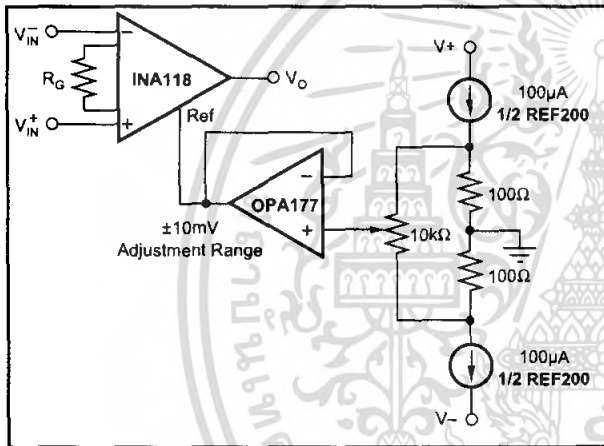 V⁻IN
RG
V⁺IN
INA118
VO
Ref
OPA177
±10mV
Adjustment Range
10kΩ
V+
100µA
1/2 REF200
100Ω
100Ω
100µA
1/2 REF200
V−